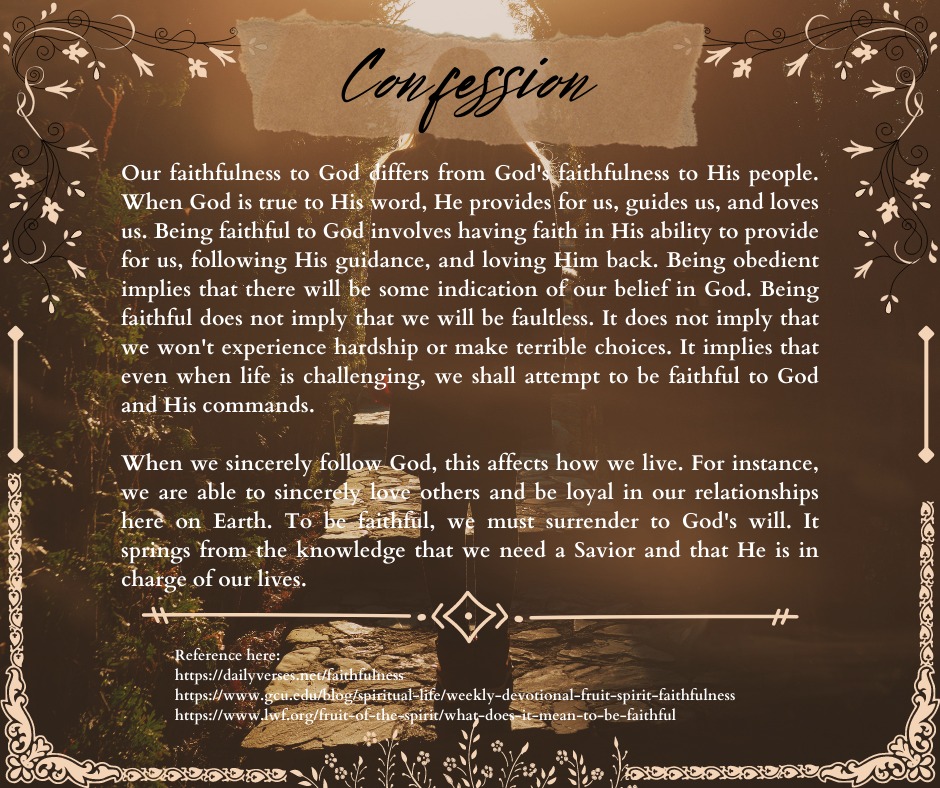 Confession
Our faithfulness to God differs from God's faithfulness to His people.
When God is true to His word, He provides for us, guides us, and loves
us. Being faithful to God involves having faith in His ability to provide
for us, following His guidance, and loving Him back. Being obedient
implies that there will be some indication of our belief in God. Being
faithful does not imply that we will be faultless. It does not imply that
we won't experience hardship or make terrible choices. It implies that
even when life is challenging, we shall attempt to be faithful to God
and His commands.
When we sincerely follow God, this affects how we live. For instance,
we are able to sincerely love others and be loyal in our relationships
here on Earth. To be faithful, we must surrender to God's will. It
springs from the knowledge that we need a Savior and that He is in
charge of our lives.
Reference here:
https://dailyverses.net/faithfulness
https://www.gcu.edu/blog/spiritual-life/weekly-devotional-fruit-spirit-faithfulness
https://www.lwf.org/fruit-of-the-spirit/what-does-it-mean-to-be-faithful